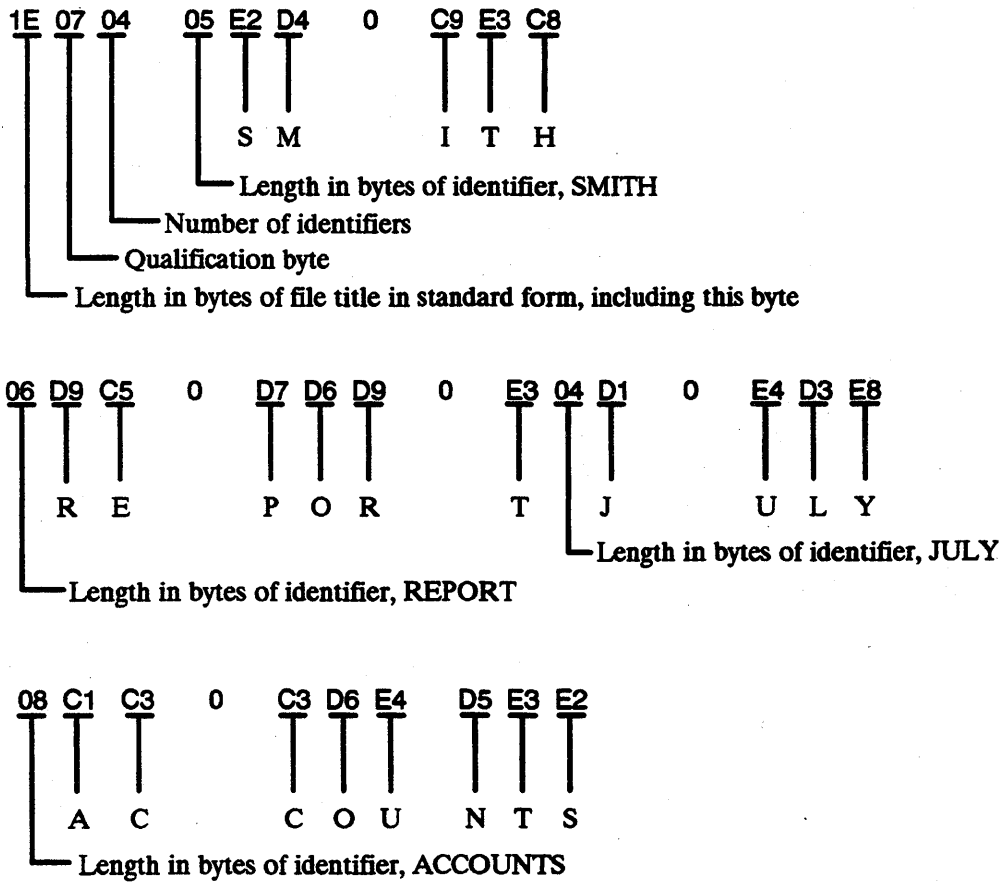 1E 07 04 05 E2 D4 0 C9 E3 C8
S M I T H
Length in bytes of identifier, SMITH
Number of identifiers
Qualification byte
Length in bytes of file title in standard form, including this byte
06 D9 C5 0 D7 D6 D9 0 E3 04 D1 0 E4 D3 E8
R E P O R T J U L Y
Length in bytes of identifier, JULY
Length in bytes of identifier, REPORT
08 C1 C3 0 C3 D6 E4 D5 E3 E2
A C C O U N T S
Length in bytes of identifier, ACCOUNTS